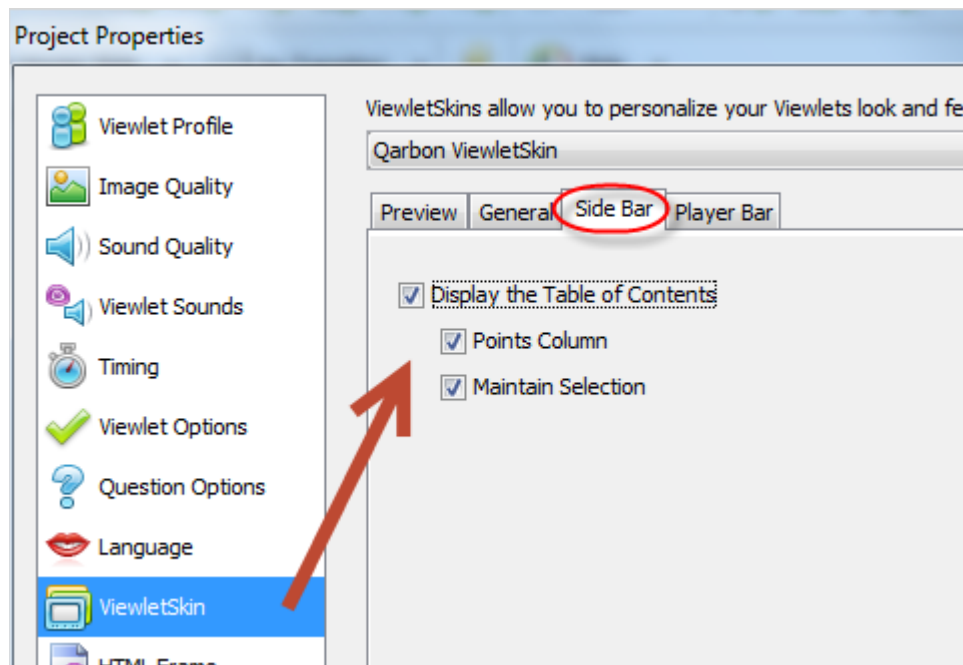 Project Properties
Viewlet Profile
Image Quality
Sound Quality
Viewlet Sounds
Timing
Viewlet Options
Question Options
Language
ViewletSkin
HTML Frame
ViewletSkins allow you to personalize your Viewlets look and fe
Qarbon ViewletSkin
Preview General Side Bar Player Bar
Display the Table of Contents
Points Column
Maintain Selection